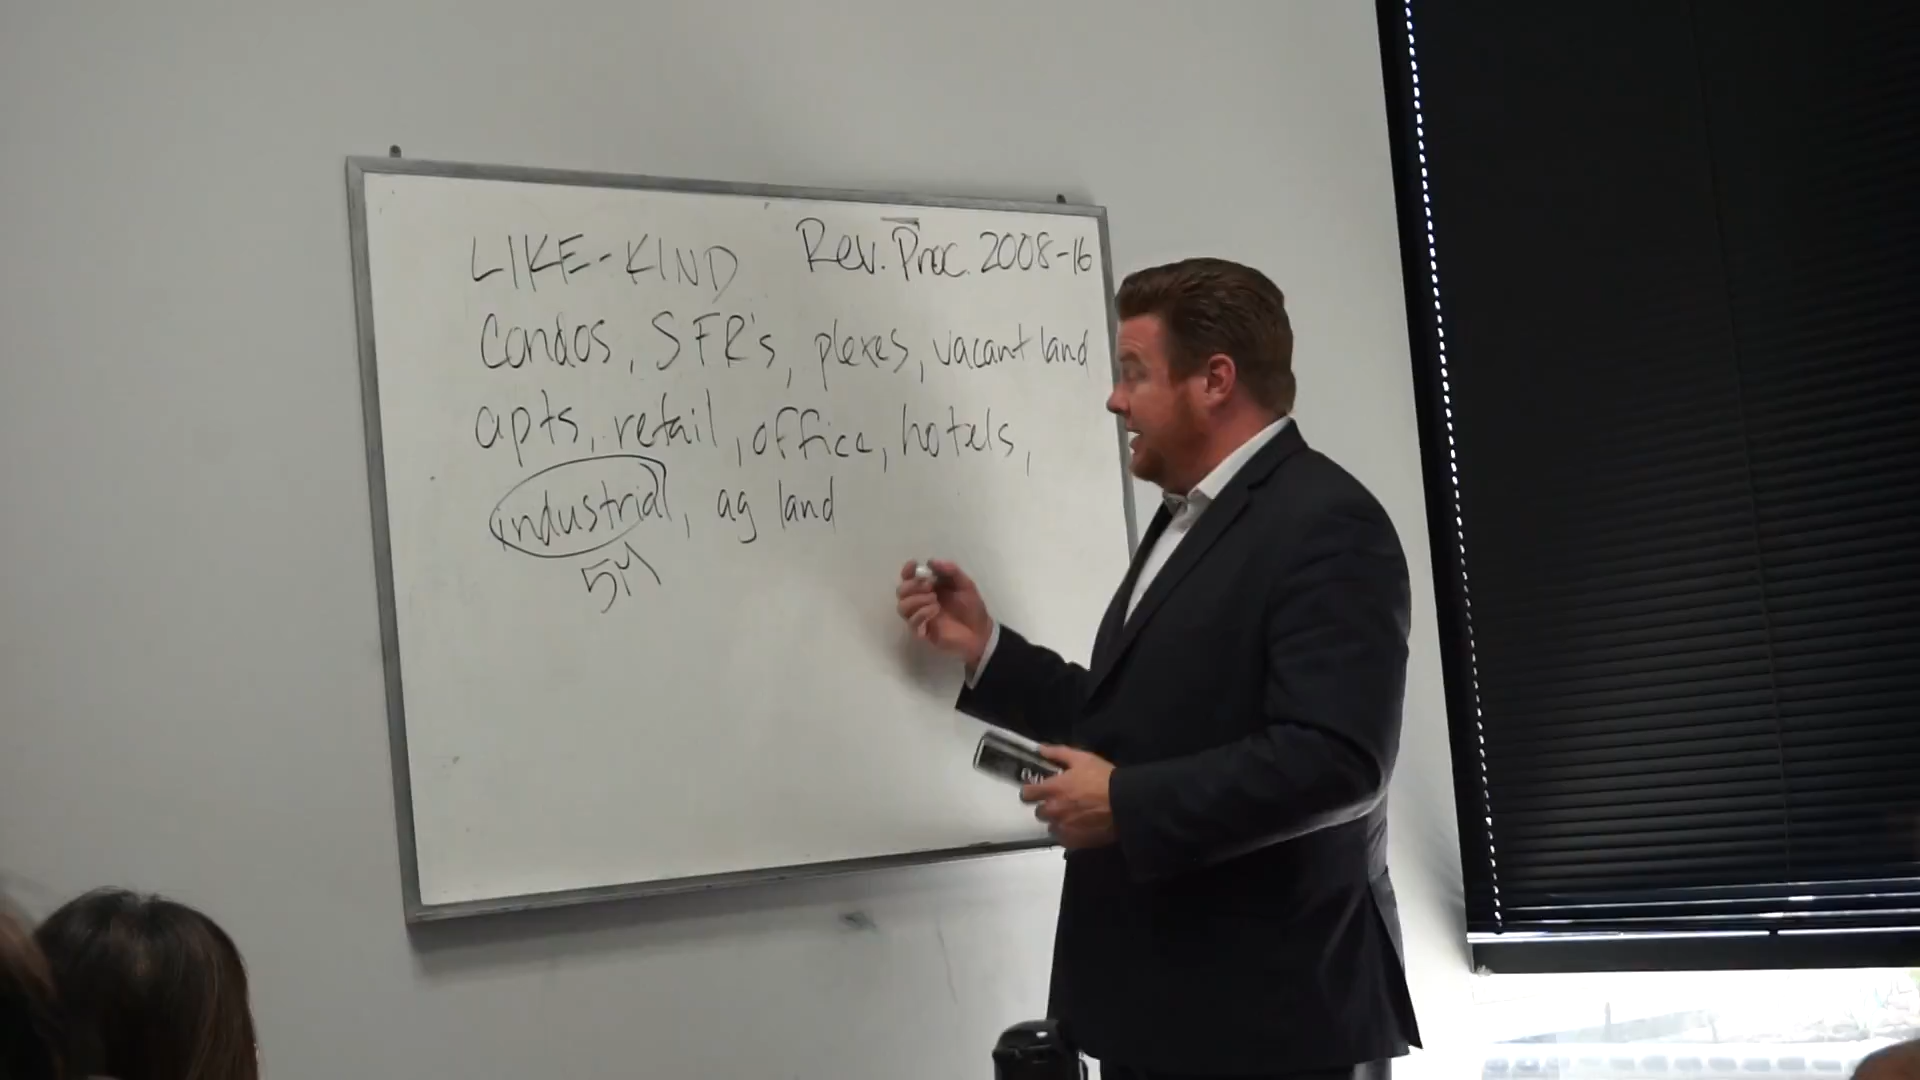 LIKE-KIND Rev. Proc. 2008-16
Condos, SFR's, plexes, vacant land
apts, retail, office, hotels,
industrial, ag land
5M